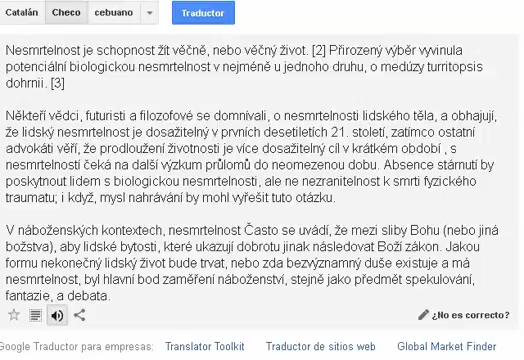 Catalán Checo cebuano Traductor
Nesmrtelnost je schopnost žít věčně, nebo věčný život. [2] Přirozený výběr vyvinula
potenciální biologickou nesmrtelnost v nejméně u jednoho druhu, o medúzy turritopsis
dohrnii. [3]
Někteří vědci, futuristi a filozofové se domnívali, o nesmrtelnosti lidského těla, a obhajují,
že lidský nesmrtelnost je dosažitelný v prvních desetiletích 21. století, zatímco ostatní
advokáti věří, že prodloužení životnosti je více dosažitelný cíl v krátkém období , s
nesmrtelností čeká na další výzkum průlomů do neomezenou dobu. Absence stárnutí by
poskytnout lidem s biologickou nesmrtelnosti, ale ne nezranitelnost k smrti fyzického
traumatu; i když, mysl nahrávání by mohl vyřešit tuto otázku.
V náboženských kontextech, nesmrtelnost Často se uvádí, že mezi sliby Bohu (nebo jiná
božstva), aby lidské bytosti, které ukazují dobrotu jinak následovat Boží zákon. Jakou
formu nekonečný lidský život bude trvat, nebo zda bezvýznamný duše existuje a má
nesmrtelnost, byl hlavní bod zaměření náboženství, stejně jako předmět spekulování,
fantazie, a debata.
¿No es correcto?
Google Traductor para empresas: Translator Toolkit Traductor de sitios web Global Market Finder